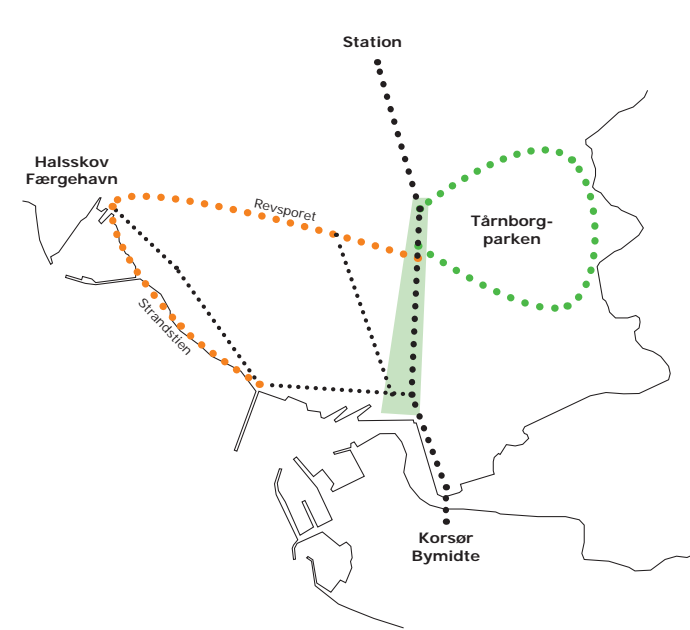 Station
Halsskov
Færgehavn
Revsporet
Tårnborg-
parken
Strandstien
Korsør
Bymidte